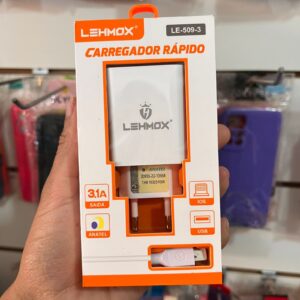 LEHMOX
LE-509-3
CARREGADOR RÁPIDO
LEHMOX
3.1A
SAÍDA
IOS
ANATEL
USB